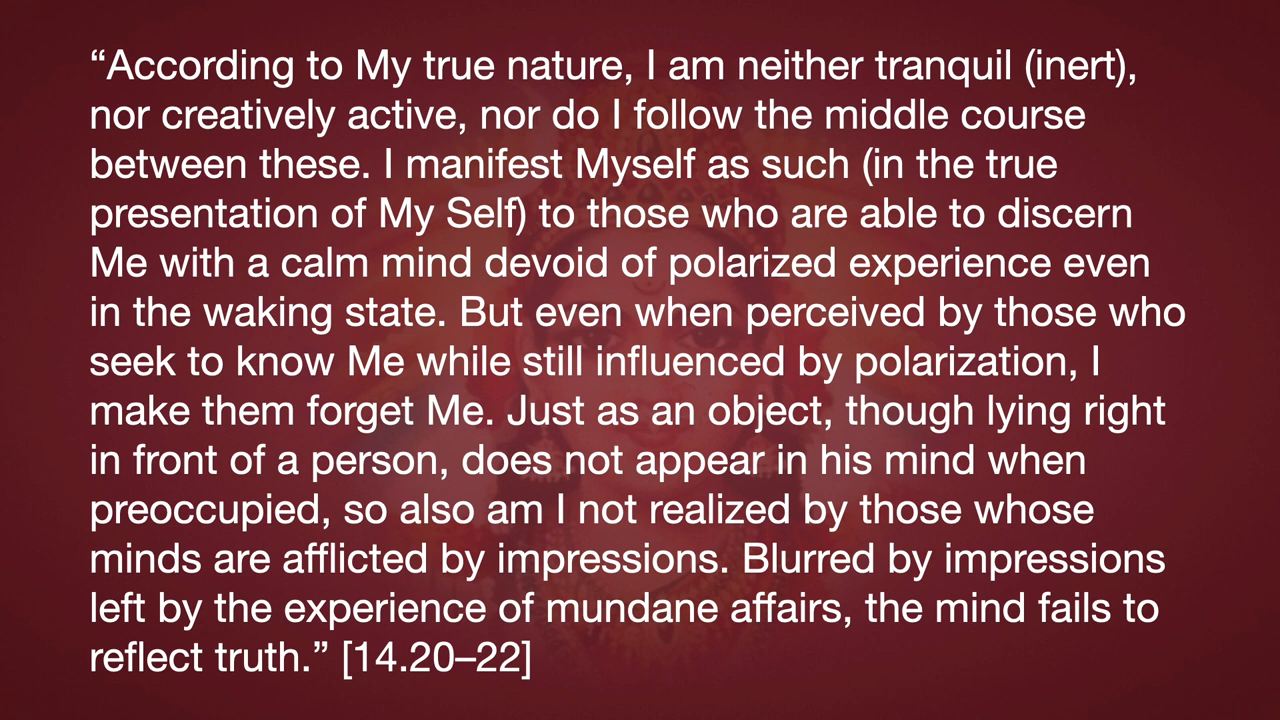 “According to My true nature, I am neither tranquil (inert),
nor creatively active, nor do I follow the middle course
between these. I manifest Myself as such (in the true
presentation of My Self) to those who are able to discern
Me with a calm mind devoid of polarized experience even
in the waking state. But even when perceived by those who
seek to know Me while still influenced by polarization, I
make them forget Me. Just as an object, though lying right
in front of a person, does not appear in his mind when
preoccupied, so also am I not realized by those whose
minds are afflicted by impressions. Blurred by impressions
left by the experience of mundane affairs, the mind fails to
reflect truth.” [14.20–22]